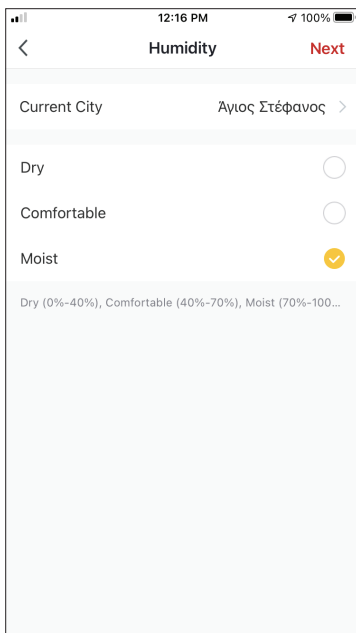 12:16 PM 100%
Humidity Next
Current City Άγιος Στέφανος
Dry
Comfortable
Moist
Dry (0%-40%), Comfortable (40%-70%), Moist (70%-100...